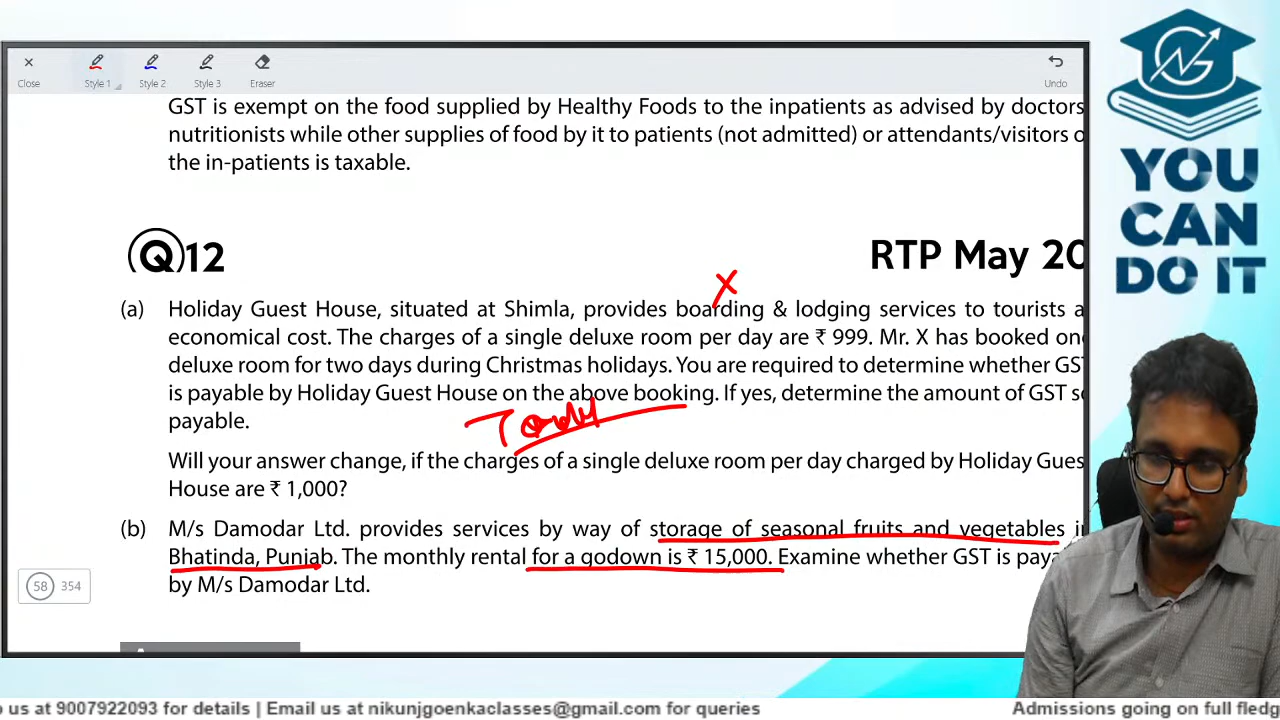 Close
Style 1
Style 2
Style 3
Eraser
Undo
GST is exempt on the food supplied by Healthy Foods to the inpatients as advised by doctors
nutritionists while other supplies of food by it to patients (not admitted) or attendants/visitors o
the in-patients is taxable.
Q12
RTP May 20
(a) Holiday Guest House, situated at Shimla, provides boarding & lodging services to tourists a
economical cost. The charges of a single deluxe room per day are ₹ 999. Mr. X has booked one
deluxe room for two days during Christmas holidays. You are required to determine whether GS
is payable by Holiday Guest House on the above booking. If yes, determine the amount of GST so
payable.
Will your answer change, if the charges of a single deluxe room per day charged by Holiday Gues
House are ₹ 1,000?
(b) M/s Damodar Ltd. provides services by way of storage of seasonal fruits and vegetables i
Bhatinda, Punjab. The monthly rental for a godown is ₹ 15,000. Examine whether GST is paya
by M/s Damodar Ltd.
58 354
YOU
CAN
DO IT
o us at 9007922093 for details | Email us at nikunjgoenkaclasses@gmail.com for queries
Admissions going on full fledg